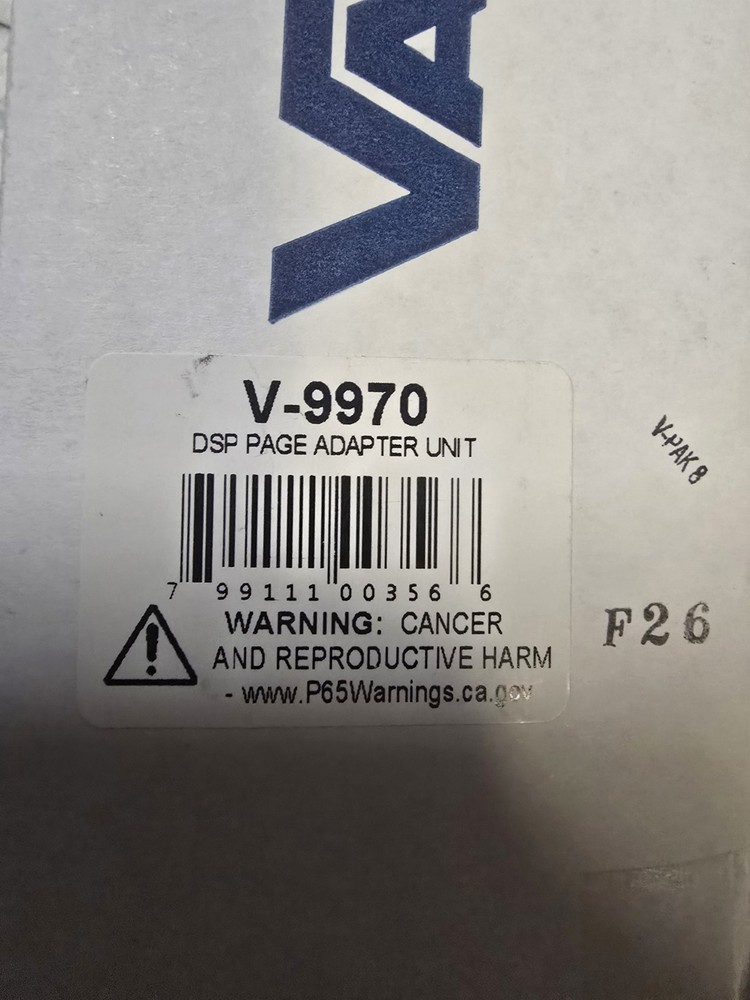 VA
V-9970
DSP PAGE ADAPTER UNIT
7 99111 00356 6
WARNING: CANCER
AND REPRODUCTIVE HARM
- www.P65Warnings.ca.gov
V-PAK 8
F26